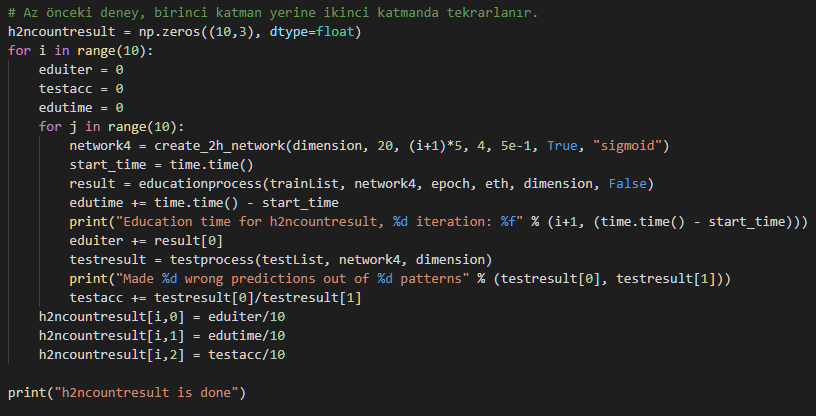 # Az önceki deney, birinci katman yerine ikinci katmanda tekrarlanır.
h2ncountresult = np.zeros((10,3), dtype=float)
for i in range(10):
    eduiter = 0
    testacc = 0
    edutime = 0
    for j in range(10):
        network4 = create_2h_network(dimension, 20, (i+1)*5, 4, 5e-1, True, "sigmoid")
        start_time = time.time()
        result = educationprocess(trainList, network4, epoch, eth, dimension, False)
        edutime += time.time() - start_time
        print("Education time for h2ncountresult, %d iteration: %f" % (i+1, (time.time() - start_time)))
        eduiter += result[0]
        testresult = testprocess(testList, network4, dimension)
        print("Made %d wrong predictions out of %d patterns" % (testresult[0], testresult[1]))
        testacc += testresult[0]/testresult[1]
    h2ncountresult[i,0] = eduiter/10
    h2ncountresult[i,1] = edutime/10
    h2ncountresult[i,2] = testacc/10

print("h2ncountresult is done")